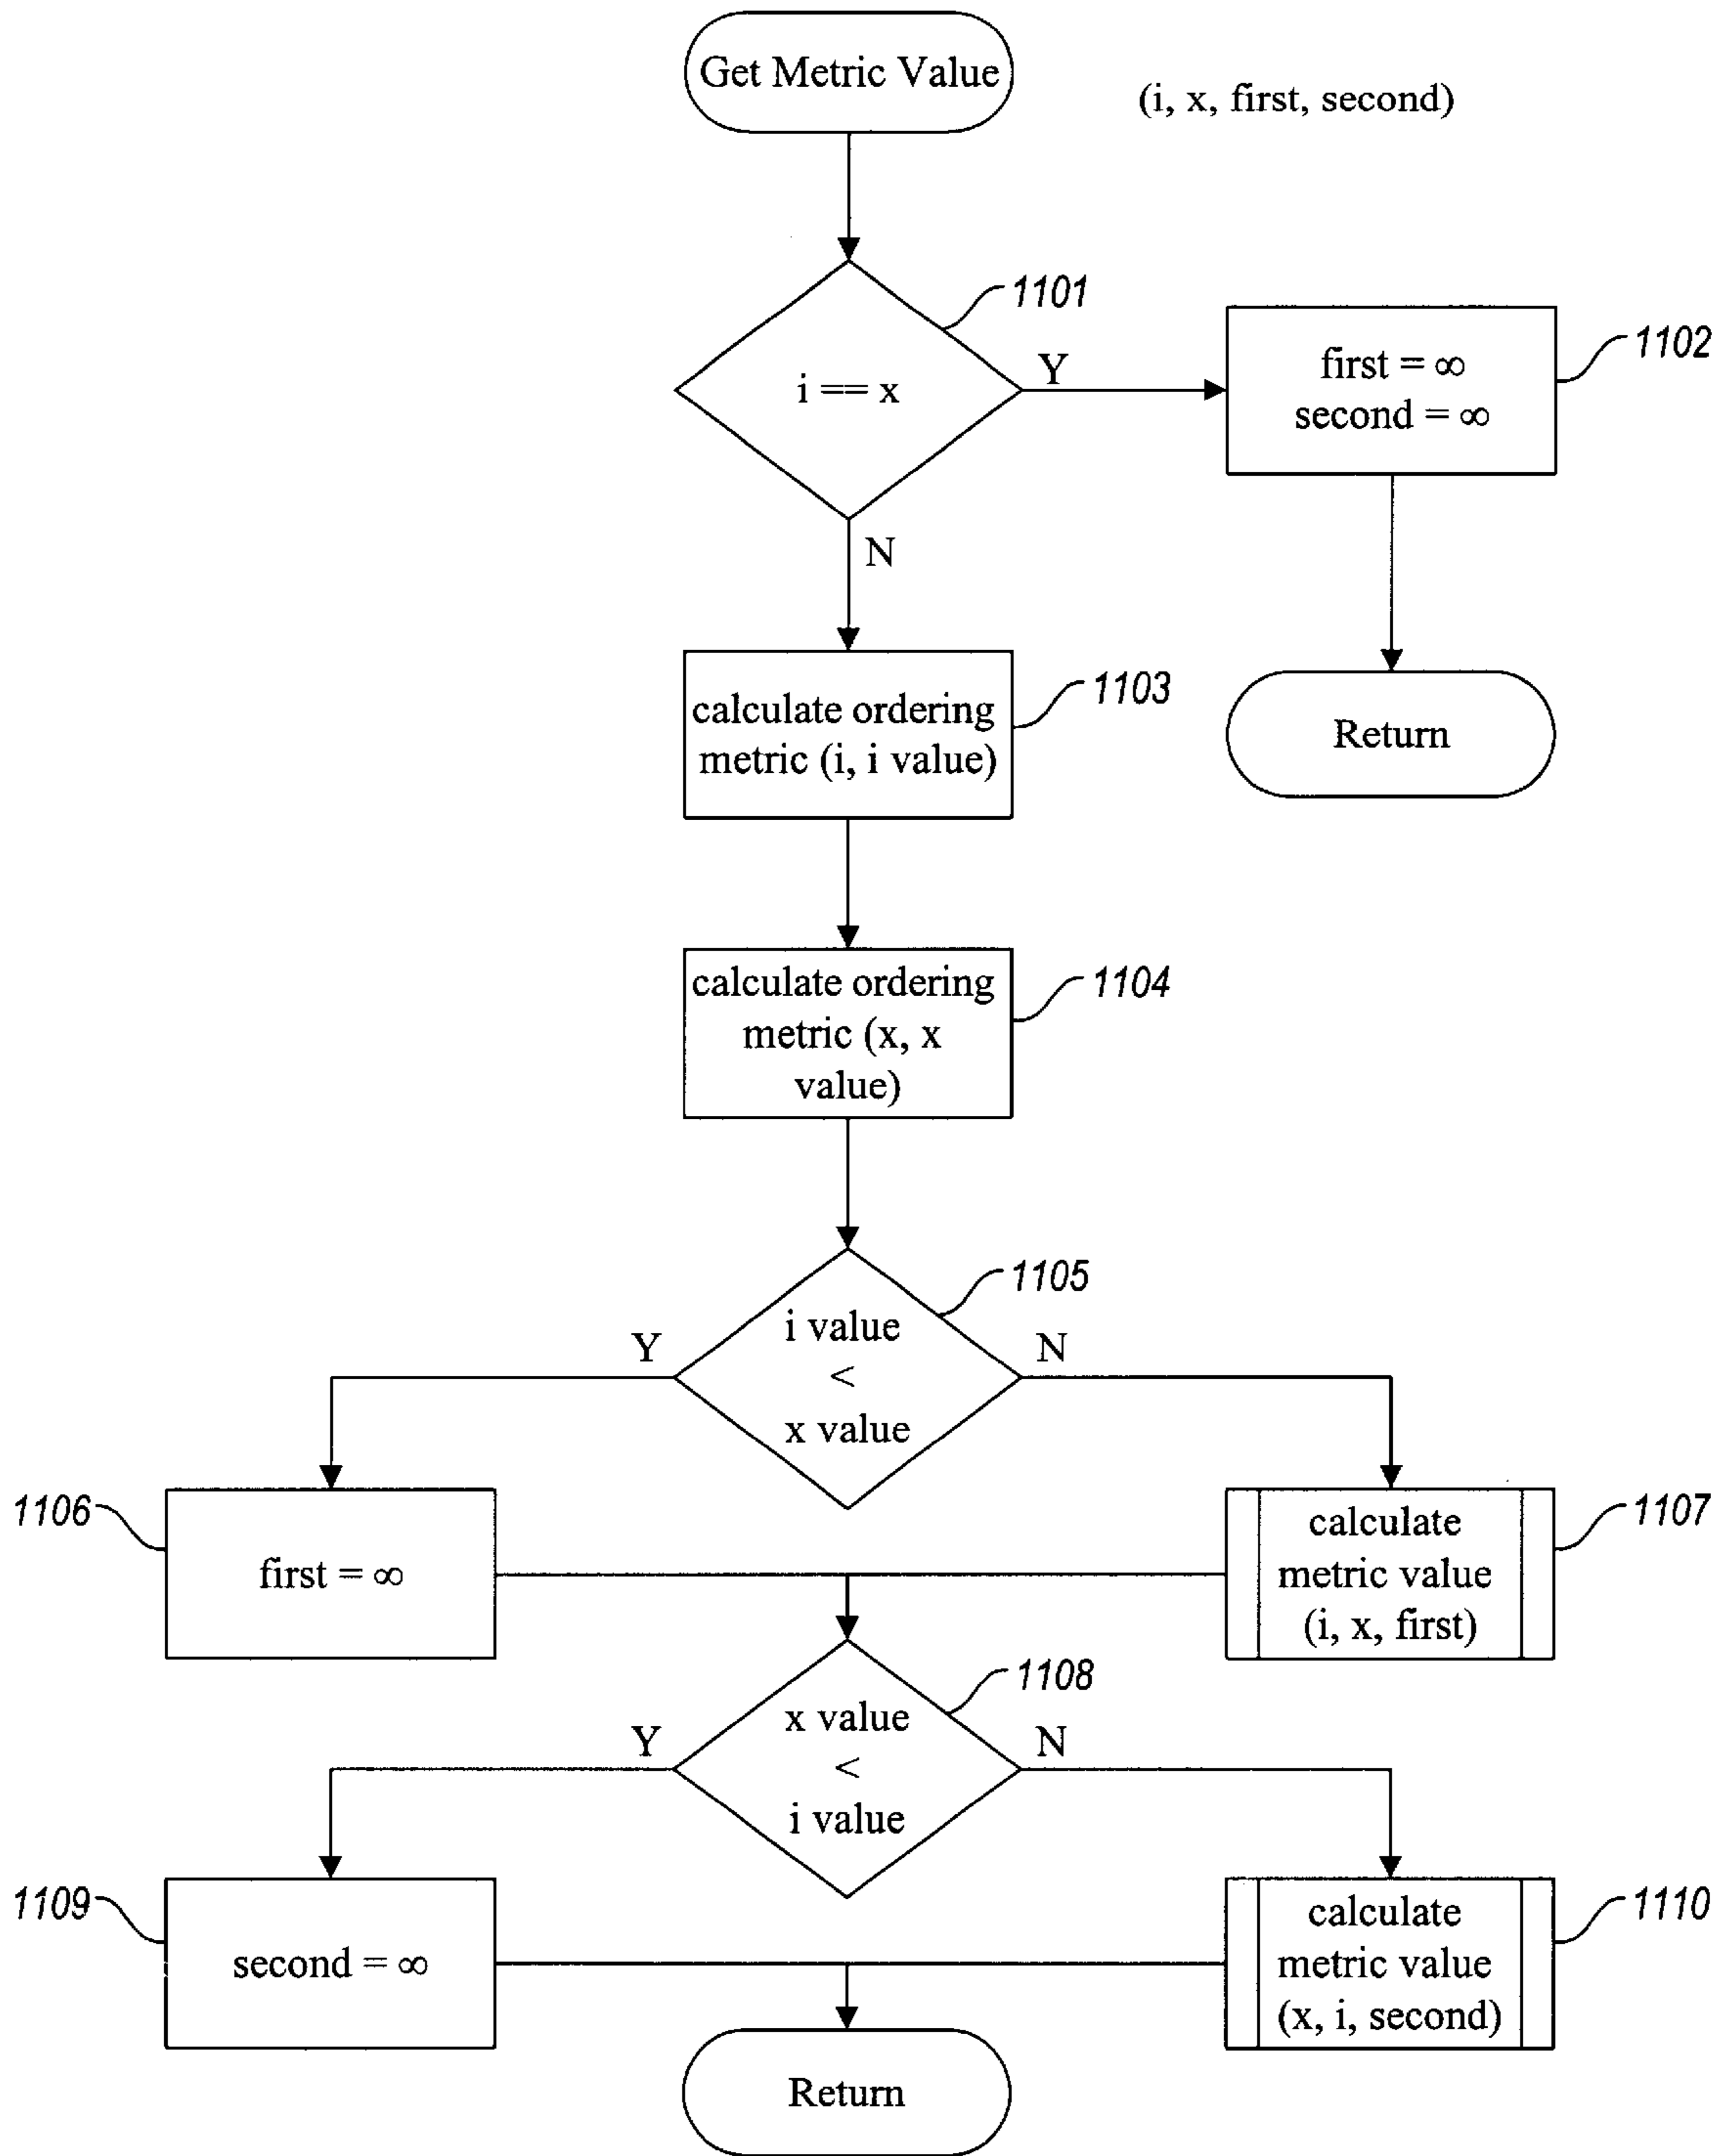 Get Metric Value
(i, x, first, second)
1101
i == x
Y
N
first = ∞
second = ∞
1102
Return
calculate ordering
metric (i, i value)
1103
calculate ordering
metric (x, x
value)
1104
1105
i value
<
x value
Y
N
1106
first = ∞
calculate
metric value
(i, x, first)
1107
1108
x value
<
i value
Y
N
1109
second = ∞
calculate
metric value
(x, i, second)
1110
Return